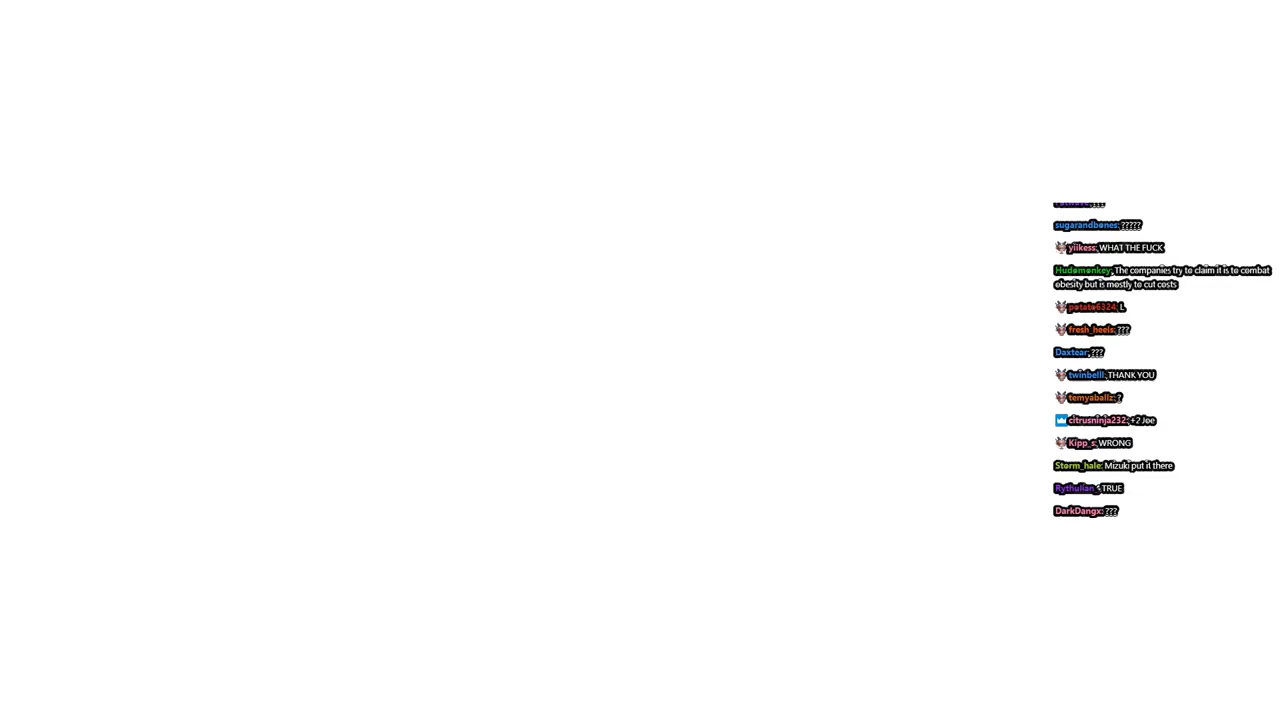 sugarandbones: ?????
yiikess: WHAT THE FUCK
Hudomonkey: The companies try to claim it is to combat
obesity but is mostly to cut costs
potato6324: L
fresh_heels: ???
Daxtear: ???
twinbelll: THANK YOU
temyaballz: ?
citrusninja232: +2 Joe
Kipp_s: WRONG
Storm_hale: Mizuki put it there
Rythulian : TRUE
DarkDangx: ???